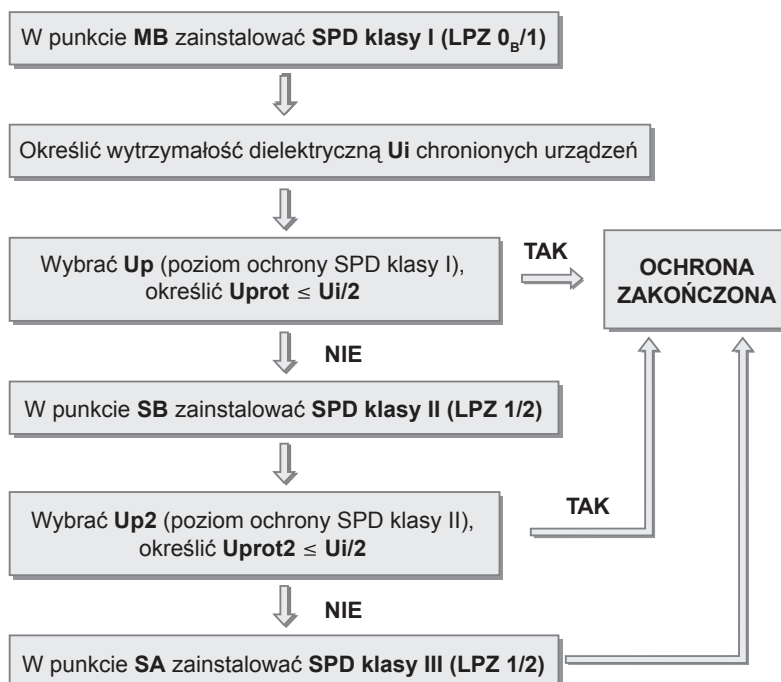 W punkcie MB zainstalować SPD klasy I (LPZ 0B/1)
Określić wytrzymałość dielektryczną Ui chronionych urządzeń
Wybrać Up (poziom ochrony SPD klasy I),
określić Uprot ≤ Ui/2
TAK
OCHRONA
ZAKOŃCZONA
NIE
W punkcie SB zainstalować SPD klasy II (LPZ 1/2)
Wybrać Up2 (poziom ochrony SPD klasy II),
określić Uprot2 ≤ Ui/2
TAK
NIE
W punkcie SA zainstalować SPD klasy III (LPZ 1/2)